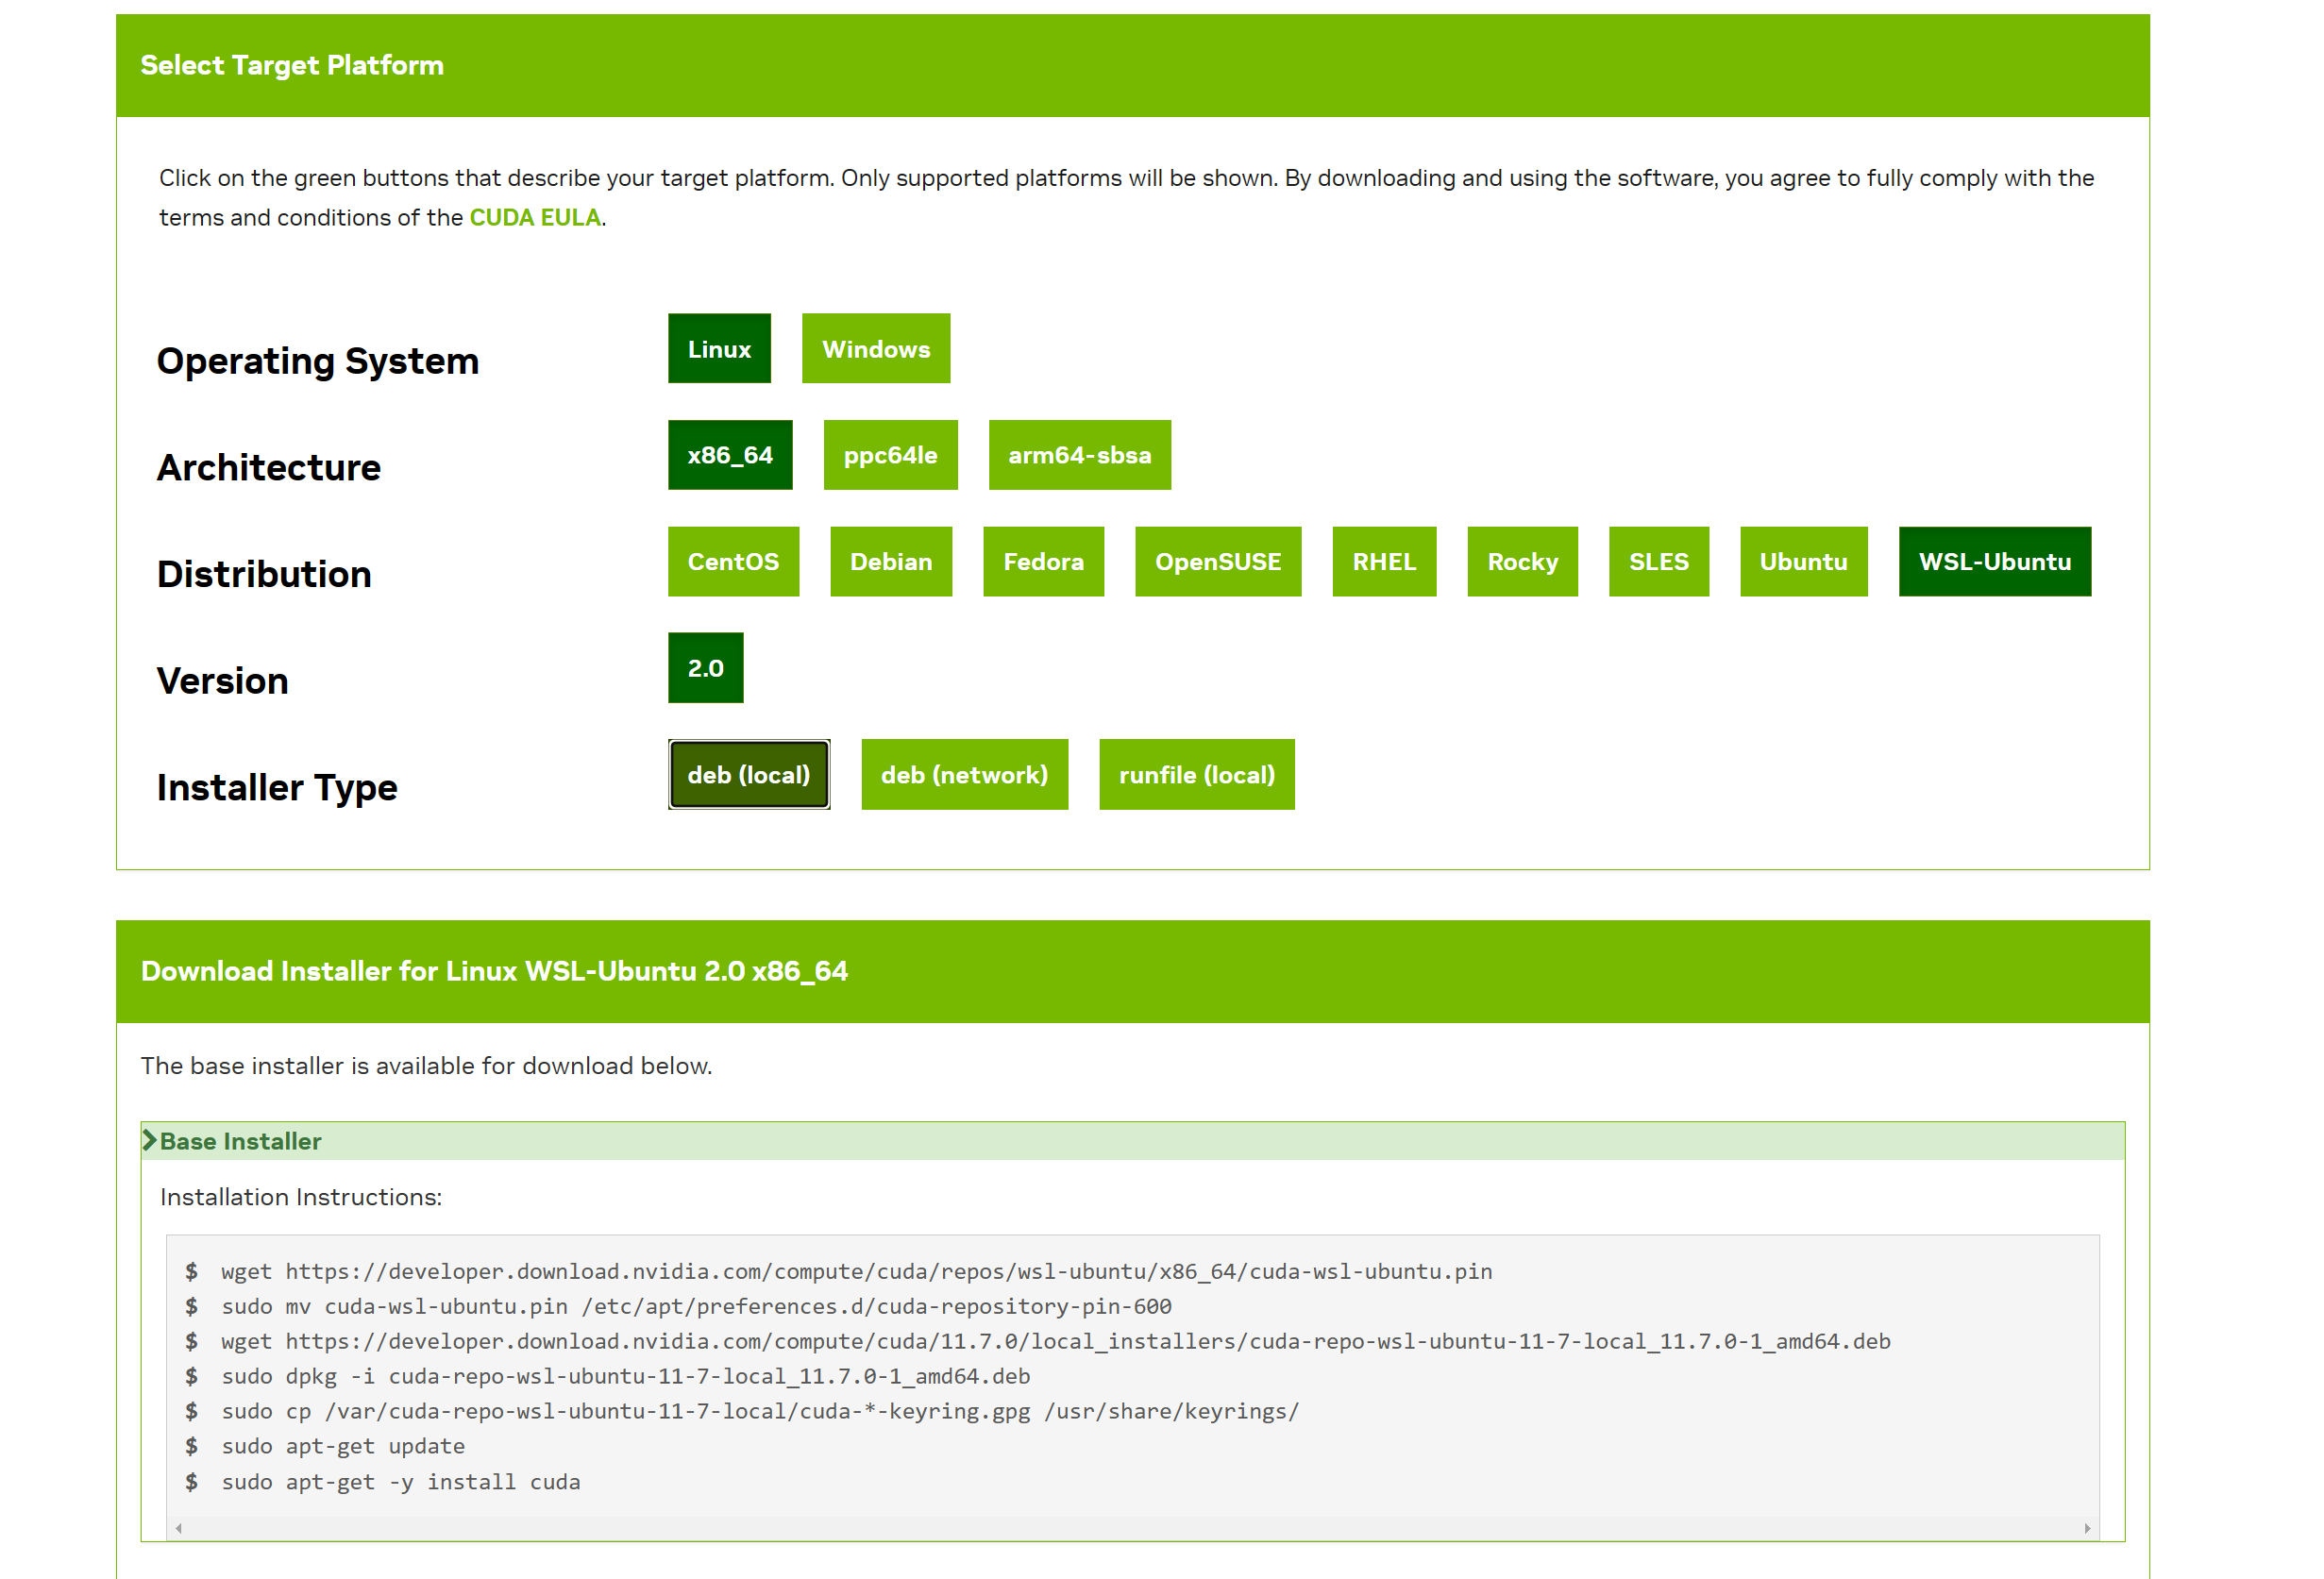 Select Target Platform
Click on the green buttons that describe your target platform. Only supported platforms will be shown. By downloading and using the software, you agree to fully comply with the
terms and conditions of the CUDA EULA.
Operating System
Linux Windows
Architecture
x86_64 ppc64le arm64-sbsa
Distribution
CentOS Debian Fedora OpenSUSE RHEL Rocky SLES Ubuntu WSL-Ubuntu
Version
2.0
Installer Type
deb (local) deb (network) runfile (local)
Download Installer for Linux WSL-Ubuntu 2.0 x86_64
The base installer is available for download below.
Base Installer
Installation Instructions:
$ wget https://developer.download.nvidia.com/compute/cuda/repos/wsl-ubuntu/x86_64/cuda-wsl-ubuntu.pin
$ sudo mv cuda-wsl-ubuntu.pin /etc/apt/preferences.d/cuda-repository-pin-600
$ wget https://developer.download.nvidia.com/compute/cuda/11.7.0/local_installers/cuda-repo-wsl-ubuntu-11-7-local_11.7.0-1_amd64.deb
$ sudo dpkg -i cuda-repo-wsl-ubuntu-11-7-local_11.7.0-1_amd64.deb
$ sudo cp /var/cuda-repo-wsl-ubuntu-11-7-local/cuda-*-keyring.gpg /usr/share/keyrings/
$ sudo apt-get update
$ sudo apt-get -y install cuda